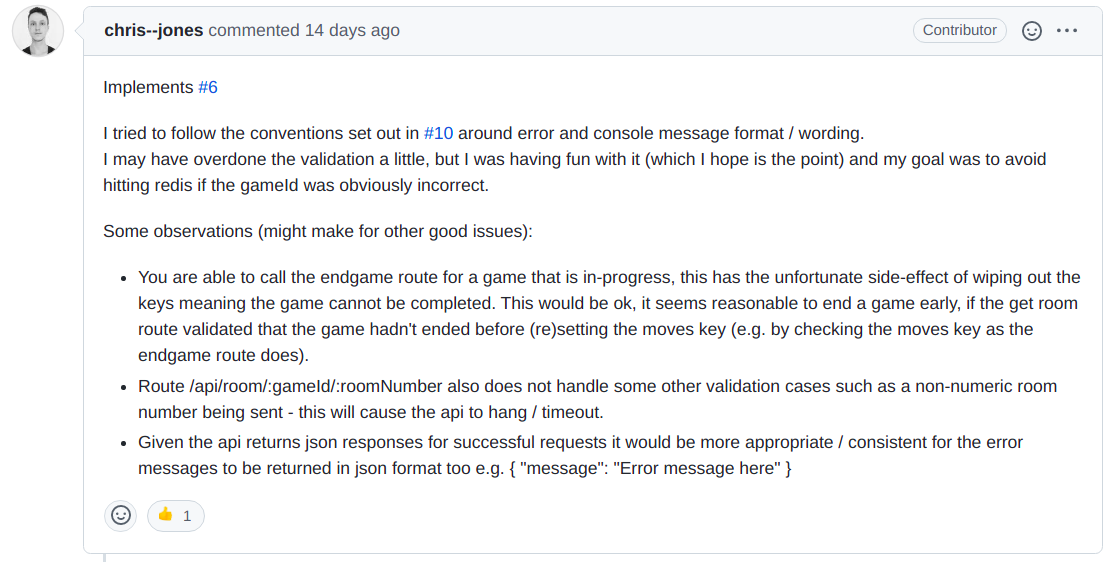 chris--jones commented 14 days ago
Contributor
Implements #6
I tried to follow the conventions set out in #10 around error and console message format / wording.
I may have overdone the validation a little, but I was having fun with it (which I hope is the point) and my goal was to avoid
hitting redis if the gameId was obviously incorrect.
Some observations (might make for other good issues):
• You are able to call the endgame route for a game that is in-progress, this has the unfortunate side-effect of wiping out the
keys meaning the game cannot be completed. This would be ok, it seems reasonable to end a game early, if the get room
route validated that the game hadn't ended before (re)setting the moves key (e.g. by checking the moves key as the
endgame route does).
• Route /api/room/:gameId/:roomNumber also does not handle some other validation cases such as a non-numeric room
number being sent - this will cause the api to hang / timeout.
• Given the api returns json responses for successful requests it would be more appropriate / consistent for the error
messages to be returned in json format too e.g. { "message": "Error message here" }
👍 1